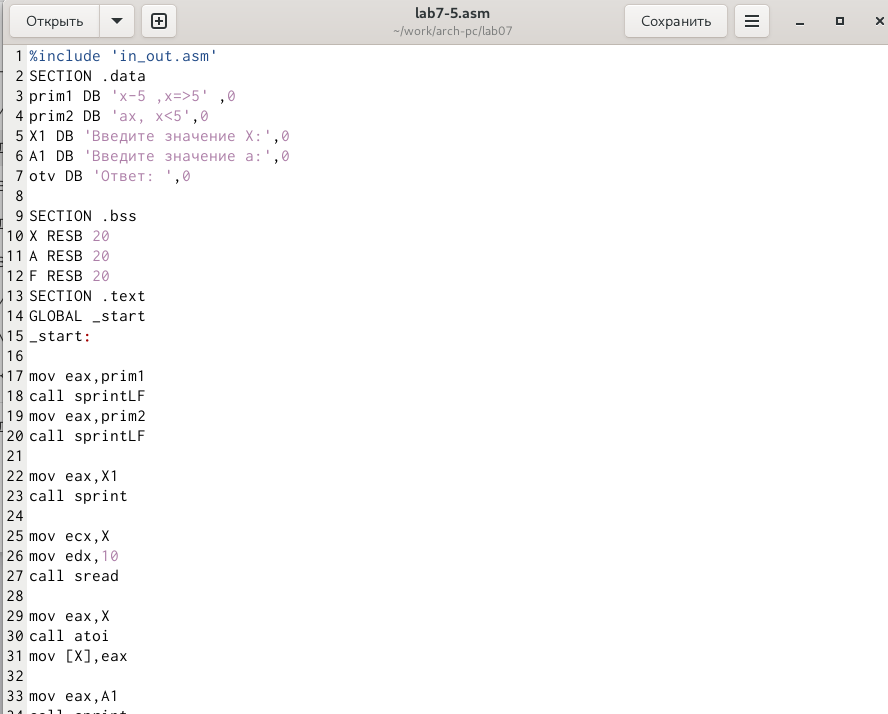 Открыть
lab7-5.asm
~/work/arch-pc/lab07
Сохранить
1 %include 'in_out.asm'
2 SECTION .data
3 prim1 DB 'x-5 ,x=>5' ,0
4 prim2 DB 'ax, x<5',0
5 X1 DB 'Введите значение X:',0
6 A1 DB 'Введите значение a:',0
7 otv DB 'Ответ: ',0
8
9 SECTION .bss
10 X RESB 20
11 A RESB 20
12 F RESB 20
13 SECTION .text
14 GLOBAL _start
15 _start:
16
17 mov eax,prim1
18 call sprintLF
19 mov eax,prim2
20 call sprintLF
21
22 mov eax,X1
23 call sprint
24
25 mov ecx,X
26 mov edx,10
27 call sread
28
29 mov eax,X
30 call atoi
31 mov [X],eax
32
33 mov eax,A1
34 call sprint